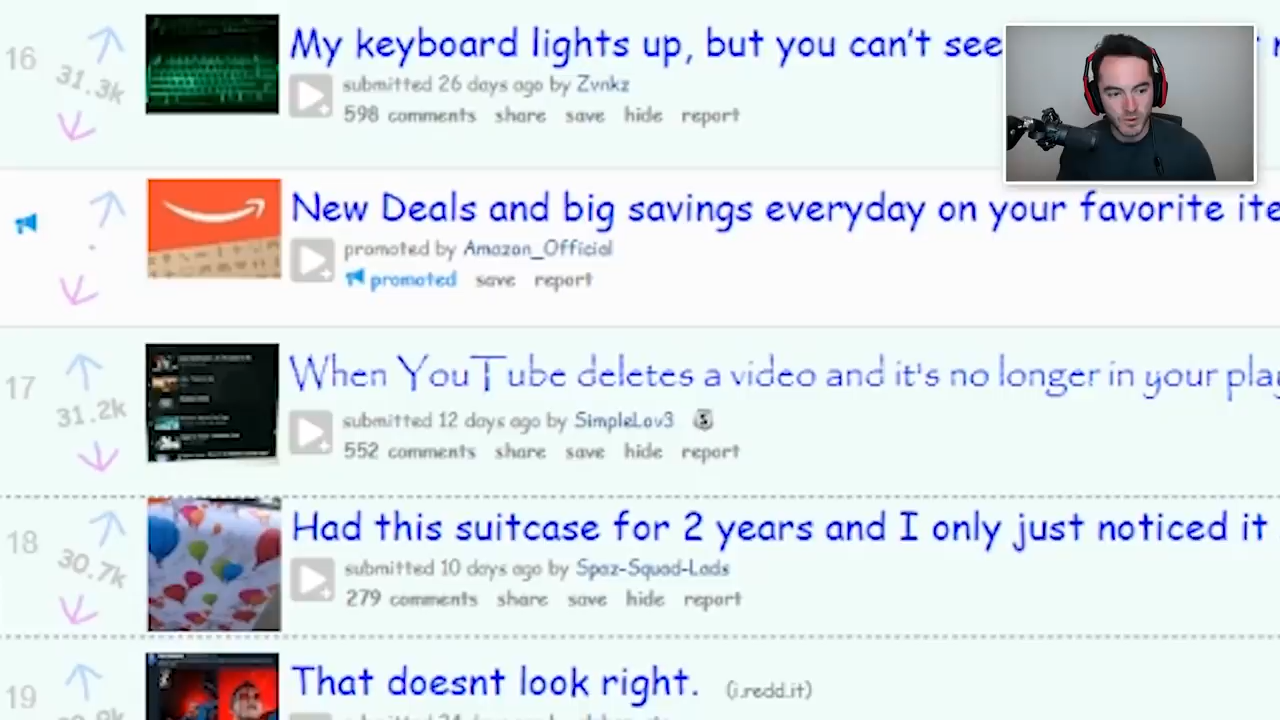 16
31.3k
My keyboard lights up, but you can't see
submitted 26 days ago by Zvnkz
598 comments share save hide report
New Deals and big savings everyday on your favorite ite
promoted by Amazon_Official
promoted save report
17
31.2k
When YouTube deletes a video and it's no longer in your play
submitted 12 days ago by SimpleLov3
552 comments share save hide report
18
30.7k
Had this suitcase for 2 years and I only just noticed it
submitted 10 days ago by Spaz-Squad-Lads
279 comments share save hide report
19
That doesnt look right. (i.redd.it)